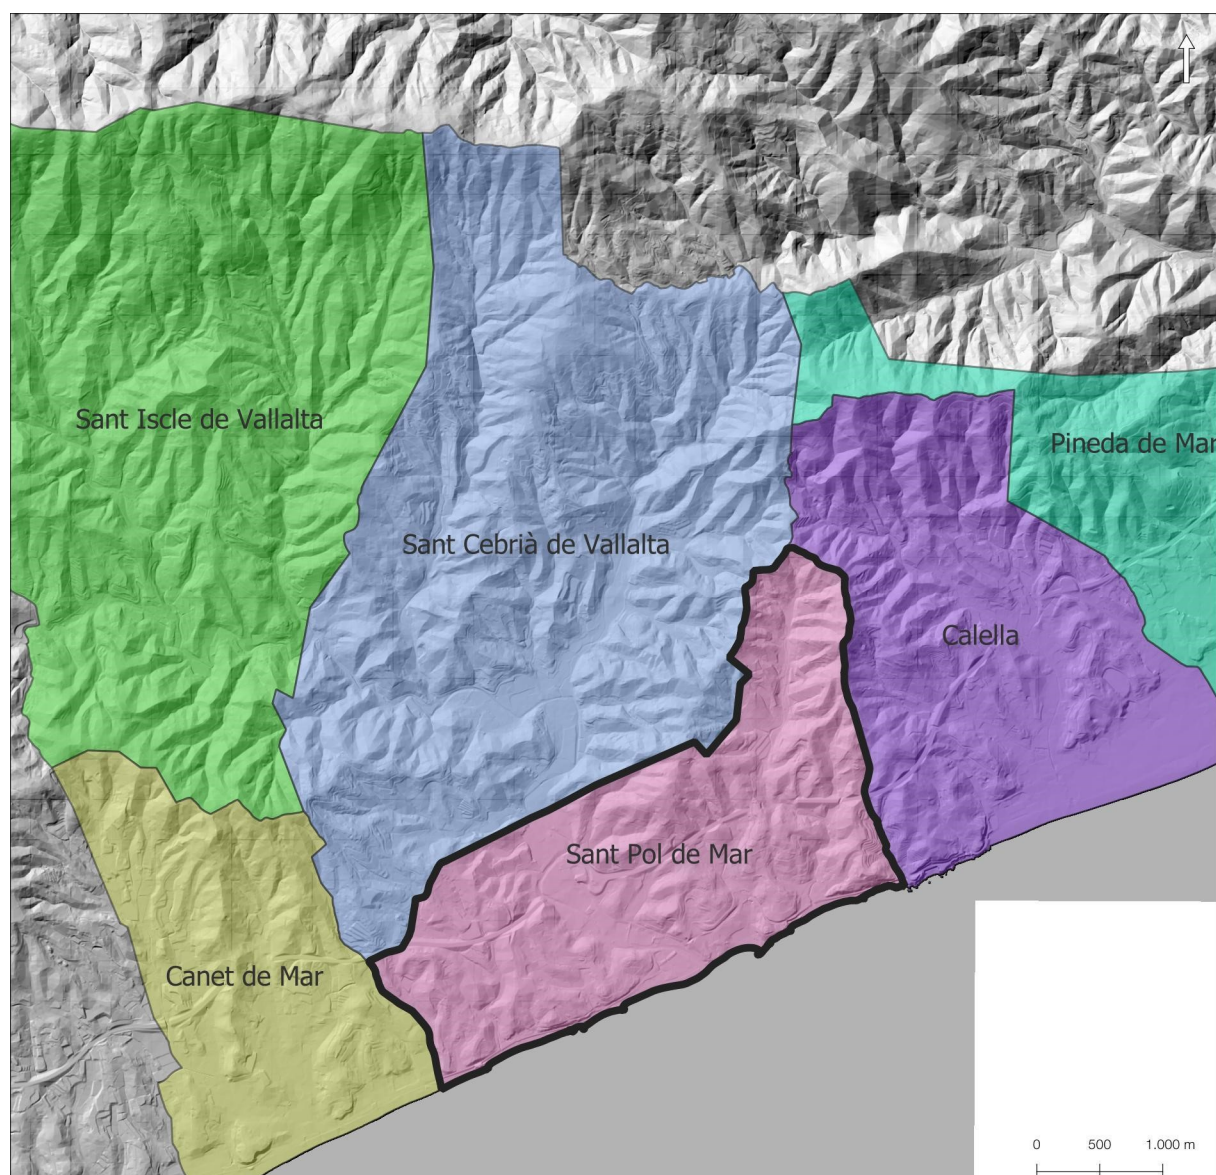 Sant Iscle de Vallalta
Pineda de Mar
Sant Cebrià de Vallalta
Calella
Sant Pol de Mar
Canet de Mar
0 500 1.000 m